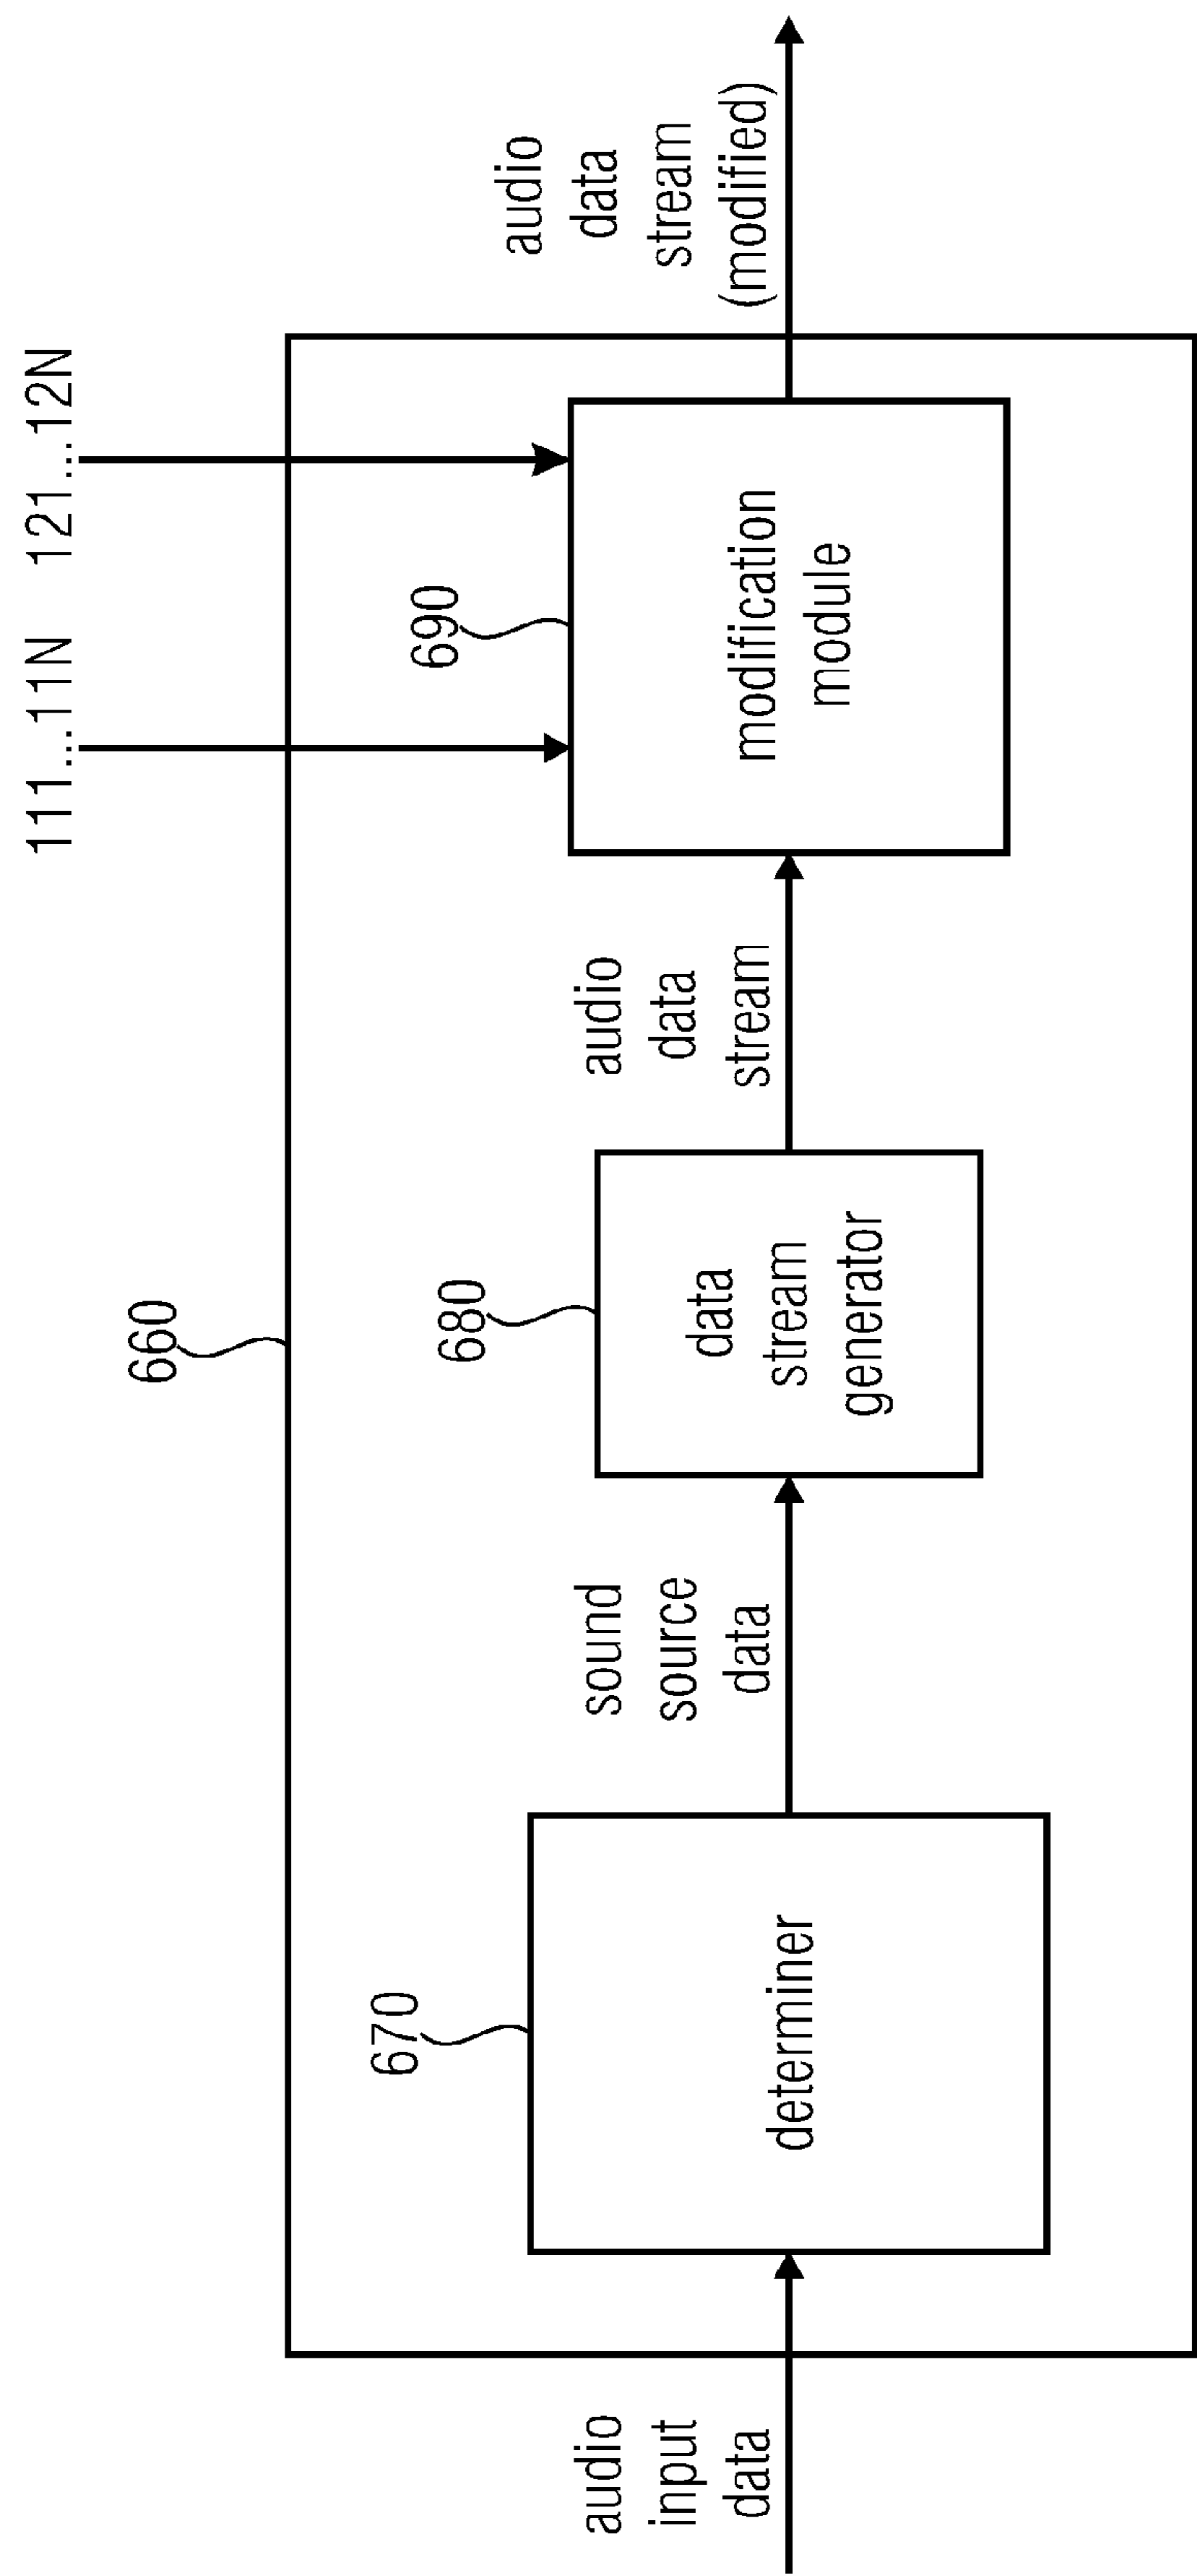 111...11N 121...12N
660
audio
input
data
670
determiner
sound
source
data
680
data
stream
generator
audio
data
stream
690
modification
module
audio
data
stream
(modified)